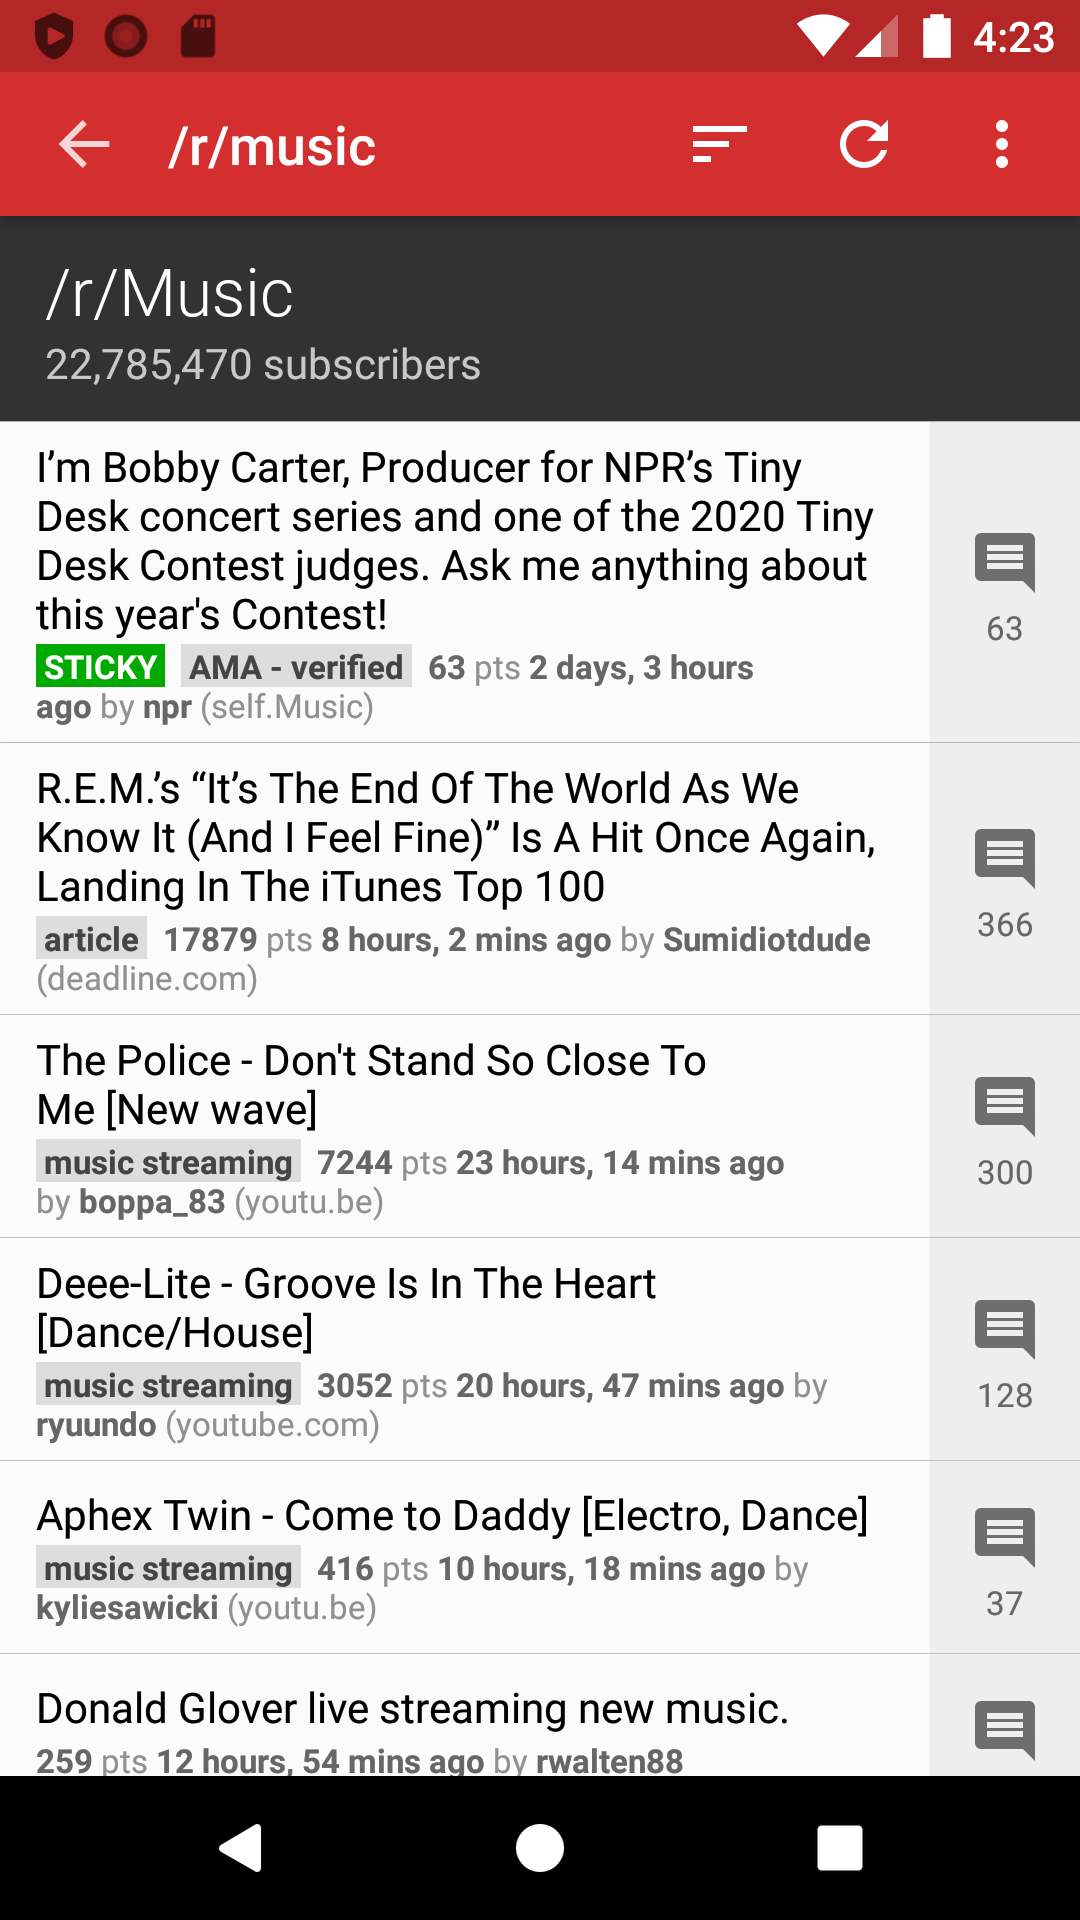 4:23
/r/music
/r/Music
22,785,470 subscribers
I’m Bobby Carter, Producer for NPR’s Tiny
Desk concert series and one of the 2020 Tiny
Desk Contest judges. Ask me anything about
this year's Contest!
STICKY AMA - verified 63 pts 2 days, 3 hours
ago by npr (self.Music)
63
R.E.M.’s “It’s The End Of The World As We
Know It (And I Feel Fine)” Is A Hit Once Again,
Landing In The iTunes Top 100
article 17879 pts 8 hours, 2 mins ago by Sumidiotdude
(deadline.com)
366
The Police - Don't Stand So Close To
Me [New wave]
music streaming 7244 pts 23 hours, 14 mins ago
by boppa_83 (youtu.be)
300
Deee-Lite - Groove Is In The Heart
[Dance/House]
music streaming 3052 pts 20 hours, 47 mins ago by
ryuundo (youtube.com)
128
Aphex Twin - Come to Daddy [Electro, Dance]
music streaming 416 pts 10 hours, 18 mins ago by
kyliesawicki (youtu.be)
37
Donald Glover live streaming new music.
259 pts 12 hours, 54 mins ago by rwalten88